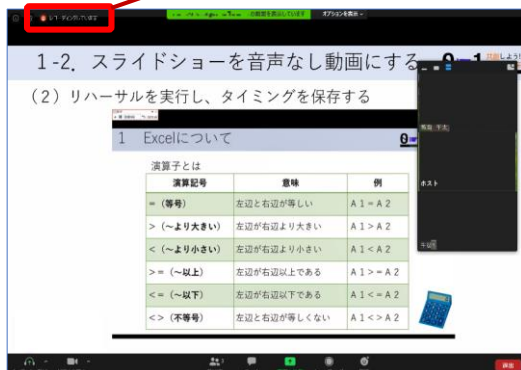 レコーディングしています
の画面を表示しています オプションを表示
1-2. スライドショーを音声なし動画にする
(2) リハーサルを実行し、タイミングを保存する
1 Excelについて
演算子とは
演算記号 意味 例
= (等号) 左辺と右辺が等しい A1=A2
> (~より大きい) 左辺が右辺より大きい A1>A2
< (~より小さい) 左辺が右辺より小さい A1<A2
>= (~以上) 左辺が右辺以上である A1>=A2
<= (~以下) 左辺が右辺以下である A1<=A2
<> (不等号) 左辺と右辺が等しくない A1<>A2
ホスト
退出